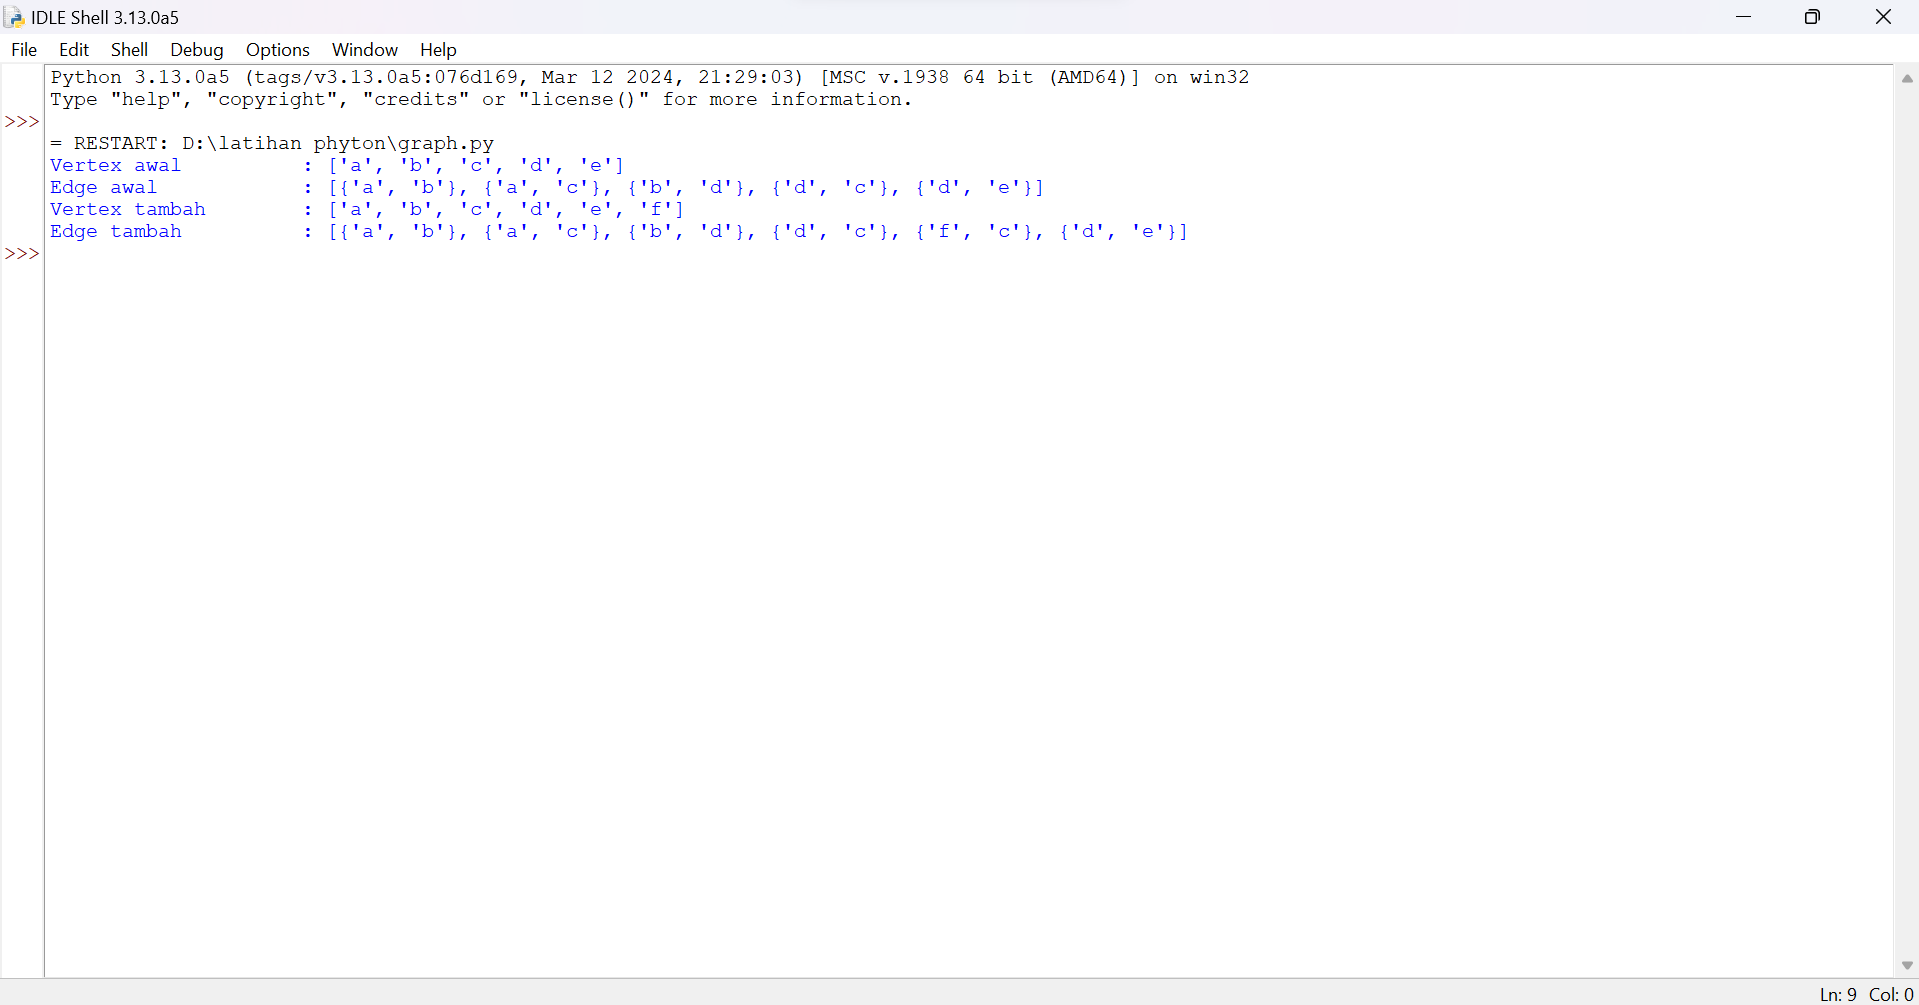 IDLE Shell 3.13.0a5
File Edit Shell Debug Options Window Help
Python 3.13.0a5 (tags/v3.13.0a5:076d169, Mar 12 2024, 21:29:03) [MSC v.1938 64 bit (AMD64)] on win32
Type "help", "copyright", "credits" or "license()" for more information.
>>>
= RESTART: D:\latihan phyton\graph.py
Vertex awal : ['a', 'b', 'c', 'd', 'e']
Edge awal : [{'a', 'b'}, {'a', 'c'}, {'b', 'd'}, {'d', 'c'}, {'d', 'e'}]
Vertex tambah : ['a', 'b', 'c', 'd', 'e', 'f']
Edge tambah : [{'a', 'b'}, {'a', 'c'}, {'b', 'd'}, {'d', 'c'}, {'f', 'c'}, {'d', 'e'}]
>>>
Ln: 9 Col: 0